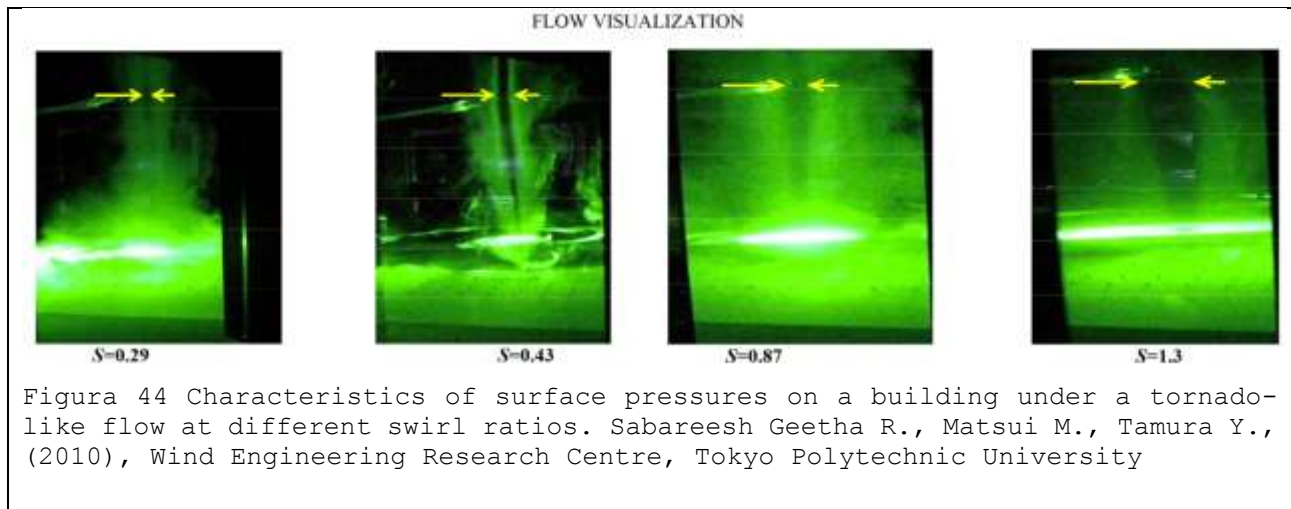 FLOW VISUALIZATION
S=0.29 S=0.43 S=0.87 S=1.3
Figura 44 Characteristics of surface pressures on a building under a tornado-
like flow at different swirl ratios. Sabareesh Geetha R., Matsui M., Tamura Y.,
(2010), Wind Engineering Research Centre, Tokyo Polytechnic University